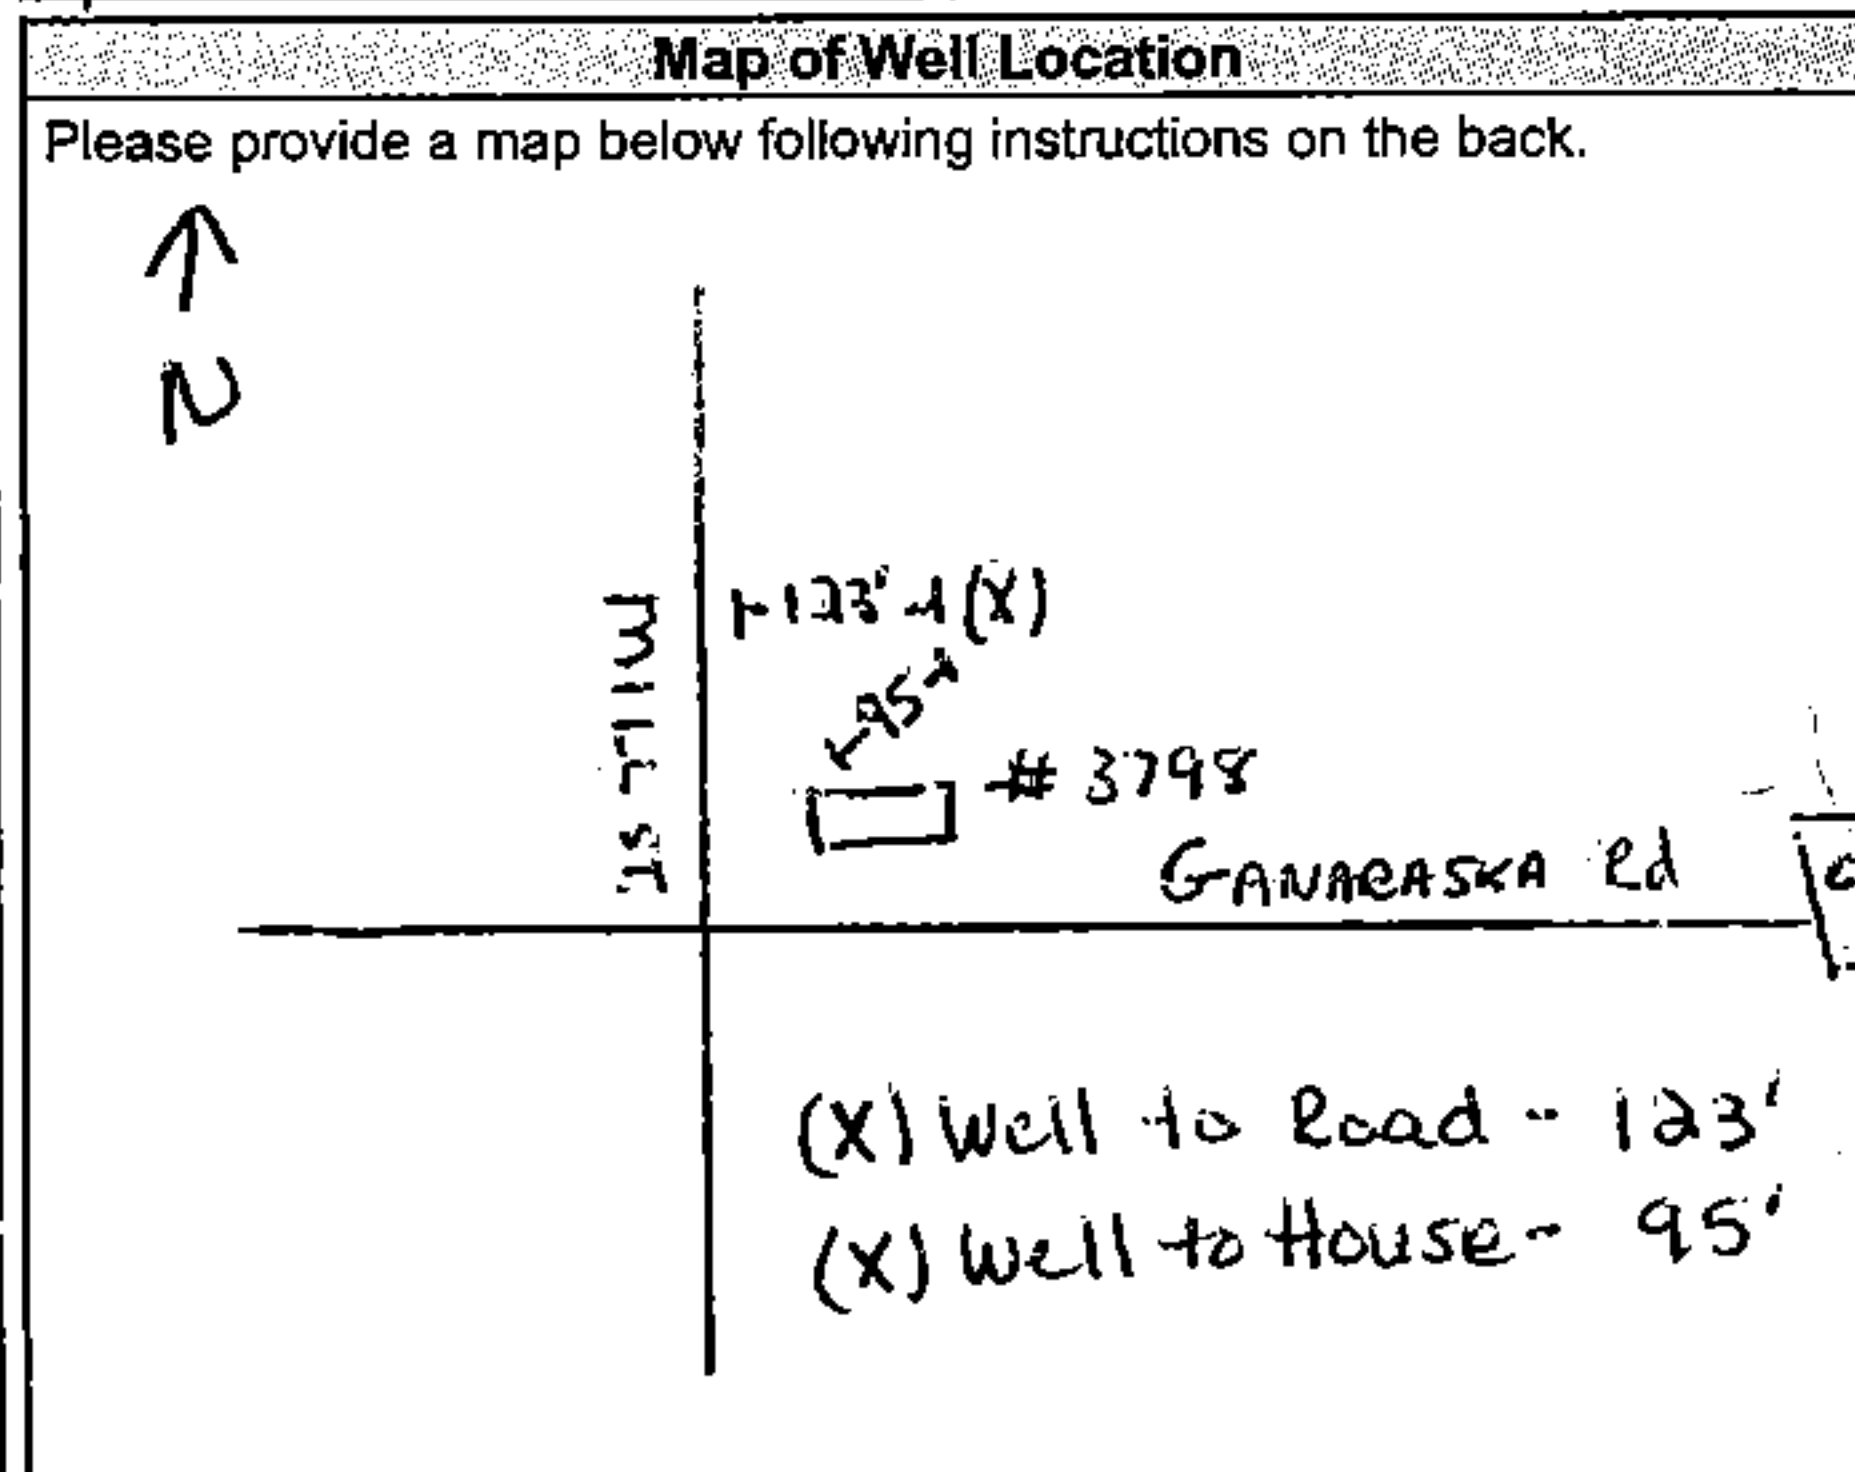 Map of Well Location
Please provide a map below following instructions on the back.
N
123' (X)
95'
MILL ST
# 3798
GANARASKA Rd
(X) Well to Road - 123'
(X) Well to House - 95'